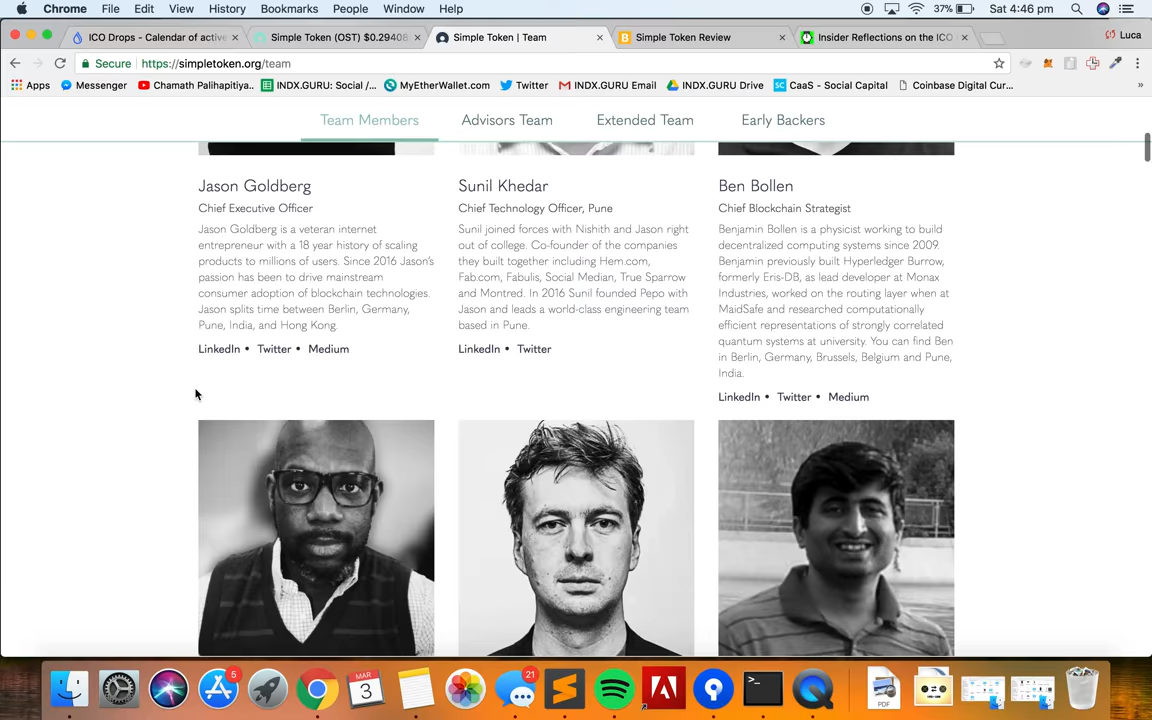 Chrome File Edit View History Bookmarks People Window Help 37% Sat 4:46 pm
ICO Drops - Calendar of active Simple Token (OST) $0.29408 Simple Token | Team Simple Token Review Insider Reflections on the ICO Luca
Secure https://simpletoken.org/team
Apps Messenger Chamath Palihapitiya.. INDX.GURU: Social /... MyEtherWallet.com Twitter INDX.GURU Email INDX.GURU Drive CaaS - Social Capital Coinbase Digital Cur... »
Team Members Advisors Team Extended Team Early Backers
Jason Goldberg
Chief Executive Officer
Jason Goldberg is a veteran internet
entrepreneur with a 18 year history of scaling
products to millions of users. Since 2016 Jason's
passion has been to drive mainstream
consumer adoption of blockchain technologies.
Jason splits time between Berlin, Germany,
Pune, India, and Hong Kong.
LinkedIn • Twitter • Medium
Sunil Khedar
Chief Technology Officer, Pune
Sunil joined forces with Nishith and Jason right
out of college. Co-founder of the companies
they built together including Hem.com,
Fab.com, Fabulis, Social Median, True Sparrow
and Montred. In 2016 Sunil founded Pepo with
Jason and leads a world-class engineering team
based in Pune.
LinkedIn • Twitter
Ben Bollen
Chief Blockchain Strategist
Benjamin Bollen is a physicist working to build
decentralized computing systems since 2009.
Benjamin previously built Hyperledger Burrow,
formerly Eris-DB, as lead developer at Monax
Industries, worked on the routing layer when at
MaidSafe and researched computationally
efficient representations of strongly correlated
quantum systems at university. You can find Ben
in Berlin, Germany, Brussels, Belgium and Pune,
India.
LinkedIn • Twitter • Medium
5
MAR
3
21
>_
PDF